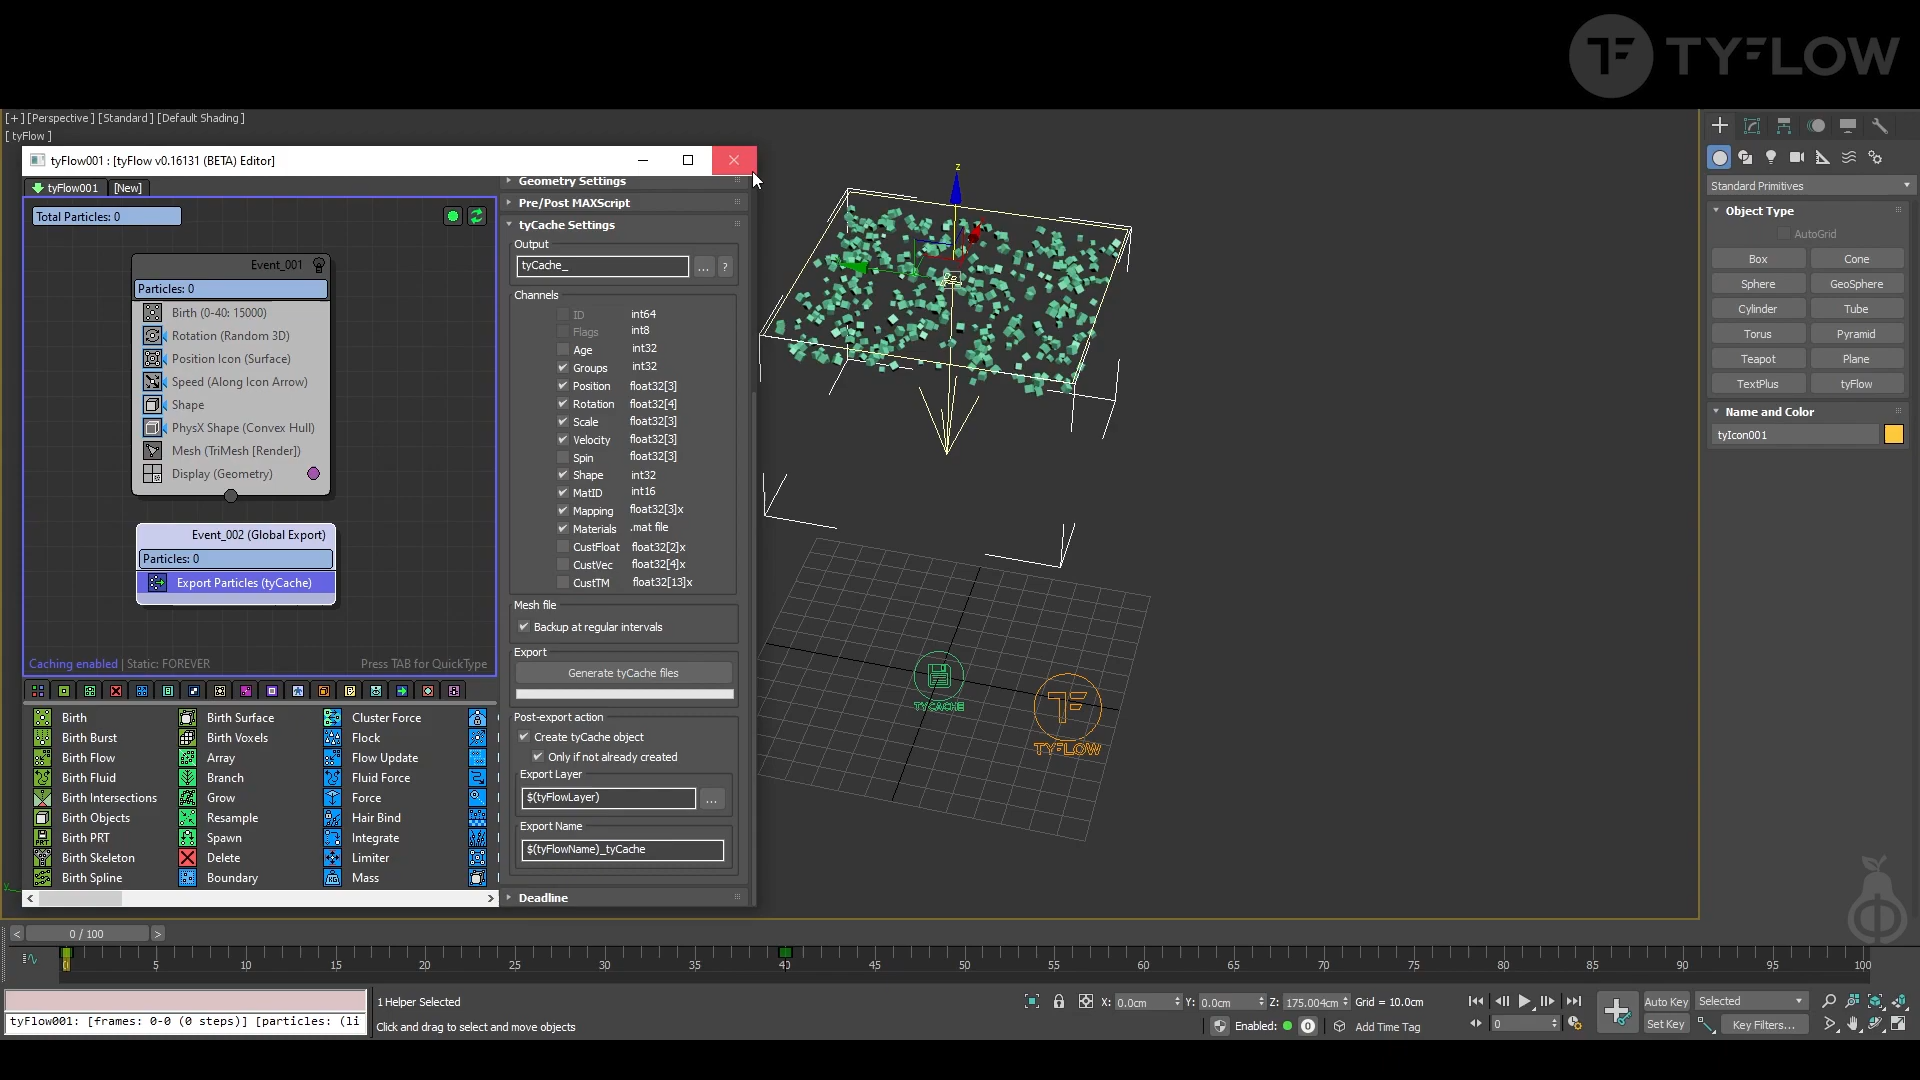 TYFLOW
[+] [Perspective ] [Standard ] [Default Shading ]
[ tyFlow ]
tyFlow001 : [tyFlow v0.16131 (BETA) Editor]
tyFlow001 [New]
Total Particles: 0
Event_001
Particles: 0
Birth (0-40: 15000)
Rotation (Random 3D)
Position Icon (Surface)
Speed (Along Icon Arrow)
Shape
PhysX Shape (Convex Hull)
Mesh (TriMesh [Render])
Display (Geometry)
Event_002 (Global Export)
Particles: 0
Export Particles (tyCache)
Caching enabled | Static: FOREVER
Press TAB for QuickType
Birth
Birth Burst
Birth Flow
Birth Fluid
Birth Intersections
Birth Objects
Birth PRT
Birth Skeleton
Birth Spline
Birth Surface
Birth Voxels
Array
Branch
Grow
Resample
Spawn
Delete
Boundary
Cluster Force
Flock
Flow Update
Fluid Force
Force
Hair Bind
Integrate
Limiter
Mass
Geometry Settings
Pre/Post MAXScript
tyCache Settings
Output
tyCache_ ... ?
Channels
ID int64
Flags int8
Age int32
Groups int32
Position float32[3]
Rotation float32[4]
Scale float32[3]
Velocity float32[3]
Spin float32[3]
Shape int32
MatID int16
Mapping float32[3]x
Materials .mat file
CustFloat float32[2]x
CustVec float32[4]x
CustTM float32[13]x
Mesh file
Backup at regular intervals
Export
Generate tyCache files
Post-export action
Create tyCache object
Only if not already created
Export Layer
$(tyFlowLayer) ...
Export Name
$(tyFlowName)_tyCache
Deadline
z
TYCACHE
TYFLOW
Standard Primitives
Object Type
AutoGrid
Box Cone
Sphere GeoSphere
Cylinder Tube
Torus Pyramid
Teapot Plane
TextPlus tyFlow
Name and Color
tyIcon001
< 0 / 100 >
0 5 10 15 20 25 30 35 40 45 50 55 60 65 70 75 80 85 90 95 100
1 Helper Selected
X: 0.0cm Y: 0.0cm Z: 175.004cm Grid = 10.0cm
Auto Key Selected
tyFlow001: [frames: 0-0 (0 steps)] [particles: (li
Click and drag to select and move objects
Enabled: 0 Add Time Tag
0
Set Key Key Filters...